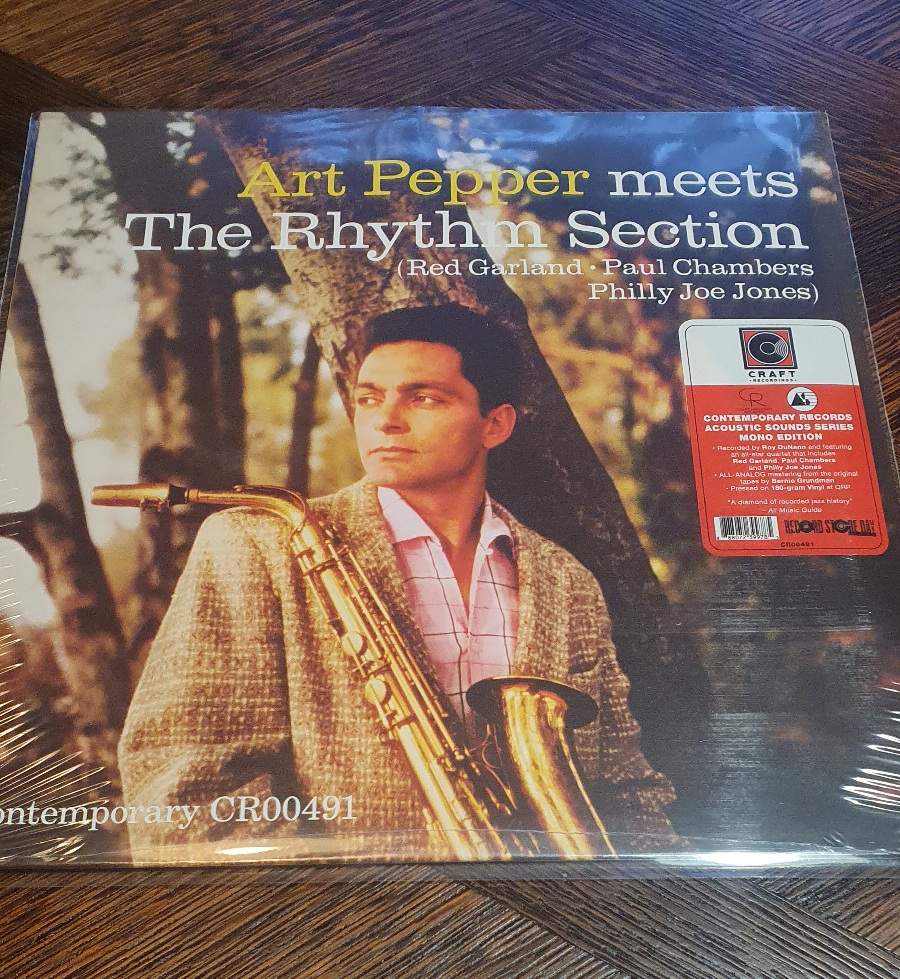 Art Pepper meets
The Rhythm Section
(Red Garland • Paul Chambers
Philly Joe Jones)
CRAFT
• RECORDINGS •
CR
CONTEMPORARY RECORDS
ACOUSTIC SOUNDS SERIES
MONO EDITION
• Recorded by Roy DuNann and featuring
an all-star quartet that includes
Red Garland, Paul Chambers
and Philly Joe Jones
• ALL-ANALOG mastering from the original
tapes by Bernie Grundman
• Pressed on 180-gram Vinyl at QRP
"A diamond of recorded jazz history"
– All Music Guide
RECORD STORE DAY
CR00491
ontemporary CR00491